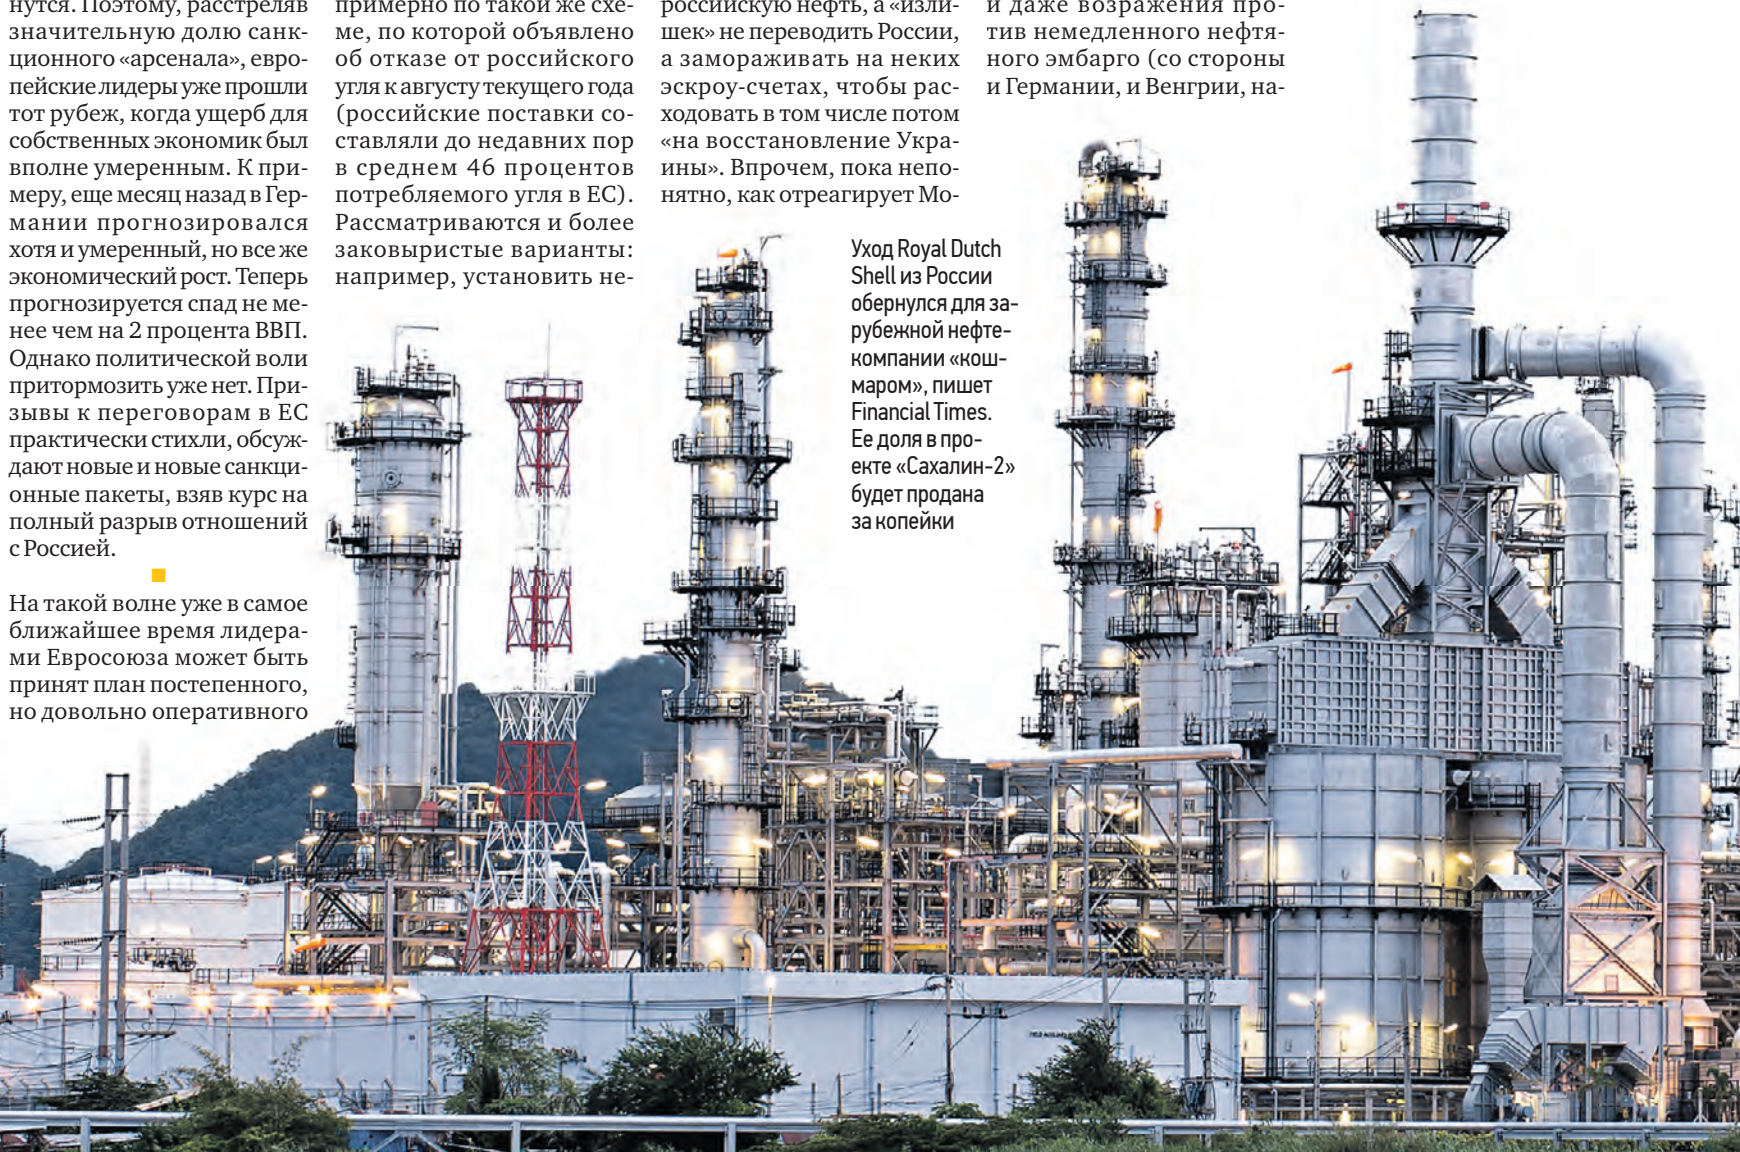 нутся. Поэтому, расстреляв
значительную долю санк-
ционного «арсенала», евро-
пейские лидеры уже прошли
тот рубеж, когда ущерб для
собственных экономик был
вполне умеренным. К при-
меру, еще месяц назад в Гер-
мании прогнозировался
хотя и умеренный, но все же
экономический рост. Теперь
прогнозируется спад не ме-
нее чем на 2 процента ВВП.
Однако политической воли
притормозить уже нет. При-
зывы к переговорам в ЕС
практически стихли, обсуж-
дают новые и новые санкци-
онные пакеты, взяв курс на
полный разрыв отношений
с Россией.
На такой волне уже в самое
ближайшее время лидера-
ми Евросоюза может быть
принят план постепенного,
но довольно оперативного
примерно по такой же схе-
ме, по которой объявлено
об отказе от российского
угля к августу текущего года
(российские поставки со-
ставляли до недавних пор
в среднем 46 процентов
потребляемого угля в ЕС).
Рассматриваются и более
заковыристые варианты:
например, установить не-
российскую нефть, а «изли-
шек» не переводить России,
а замораживать на неких
эскроу-счетах, чтобы рас-
ходовать в том числе потом
«на восстановление Укра-
ины». Впрочем, пока непо-
нятно, как отреагирует Мо-
и даже возражения про-
тив немедленного нефтя-
ного эмбарго (со стороны
и Германии, и Венгрии, на-
Уход Royal Dutch
Shell из России
обернулся для за-
рубежной нефте-
компании «кош-
маром», пишет
Financial Times.
Ее доля в про-
екте «Сахалин-2»
будет продана
за копейки